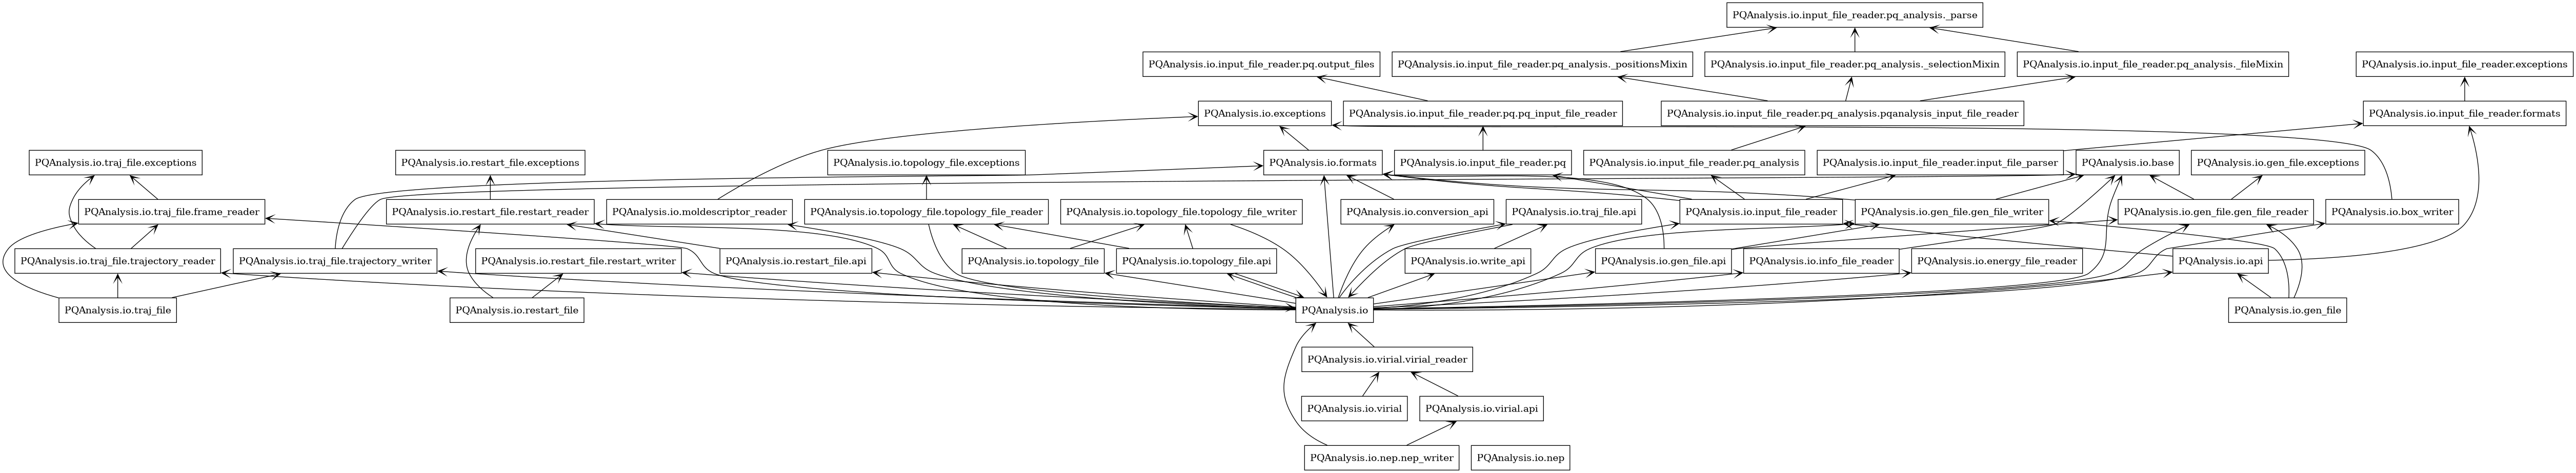 PQAnalysis.io.input_file_reader.pq_analysis._parse
PQAnalysis.io.input_file_reader.pq.output_files
PQAnalysis.io.input_file_reader.pq_analysis._positionsMixin
PQAnalysis.io.input_file_reader.pq_analysis._selectionMixin
PQAnalysis.io.input_file_reader.pq_analysis._fileMixin
PQAnalysis.io.input_file_reader.exceptions
PQAnalysis.io.exceptions
PQAnalysis.io.input_file_reader.pq.pq_input_file_reader
PQAnalysis.io.input_file_reader.pq_analysis.pqanalysis_input_file_reader
PQAnalysis.io.input_file_reader.formats
PQAnalysis.io.traj_file.exceptions
PQAnalysis.io.restart_file.exceptions
PQAnalysis.io.topology_file.exceptions
PQAnalysis.io.formats
PQAnalysis.io.input_file_reader.pq
PQAnalysis.io.input_file_reader.pq_analysis
PQAnalysis.io.input_file_reader.input_file_parser
PQAnalysis.io.base
PQAnalysis.io.gen_file.exceptions
PQAnalysis.io.traj_file.frame_reader
PQAnalysis.io.restart_file.restart_reader
PQAnalysis.io.moldescriptor_reader
PQAnalysis.io.topology_file.topology_file_reader
PQAnalysis.io.topology_file.topology_file_writer
PQAnalysis.io.conversion_api
PQAnalysis.io.traj_file.api
PQAnalysis.io.input_file_reader
PQAnalysis.io.gen_file.gen_file_writer
PQAnalysis.io.gen_file.gen_file_reader
PQAnalysis.io.box_writer
PQAnalysis.io.traj_file.trajectory_reader
PQAnalysis.io.traj_file.trajectory_writer
PQAnalysis.io.restart_file.restart_writer
PQAnalysis.io.restart_file.api
PQAnalysis.io.topology_file
PQAnalysis.io.topology_file.api
PQAnalysis.io.write_api
PQAnalysis.io.gen_file.api
PQAnalysis.io.info_file_reader
PQAnalysis.io.energy_file_reader
PQAnalysis.io.api
PQAnalysis.io.traj_file
PQAnalysis.io.restart_file
PQAnalysis.io
PQAnalysis.io.gen_file
PQAnalysis.io.virial.virial_reader
PQAnalysis.io.virial
PQAnalysis.io.virial.api
PQAnalysis.io.nep.nep_writer
PQAnalysis.io.nep